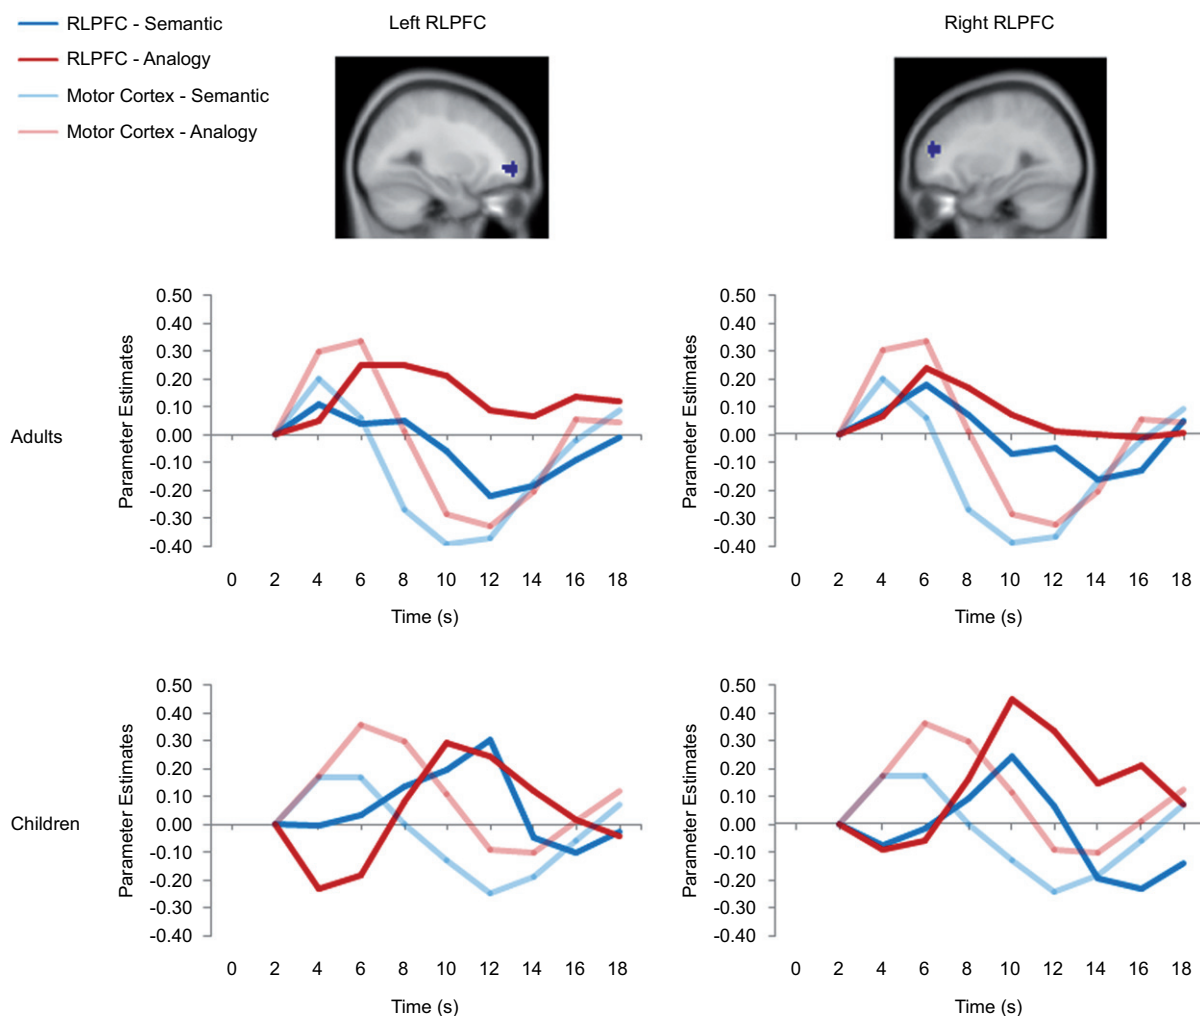 RLPFC - Semantic
RLPFC - Analogy
Motor Cortex - Semantic
Motor Cortex - Analogy
Left RLPFC
Right RLPFC
Adults
Parameter Estimates
0.50
0.40
0.30
0.20
0.10
0.00
-0.10
-0.20
-0.30
-0.40
0 2 4 6 8 10 12 14 16 18
Time (s)
Parameter Estimates
0.50
0.40
0.30
0.20
0.10
0.00
-0.10
-0.20
-0.30
-0.40
0 2 4 6 8 10 12 14 16 18
Time (s)
Children
Parameter Estimates
0.50
0.40
0.30
0.20
0.10
0.00
-0.10
-0.20
-0.30
-0.40
0 2 4 6 8 10 12 14 16 18
Time (s)
Parameter Estimates
0.50
0.40
0.30
0.20
0.10
0.00
-0.10
-0.20
-0.30
-0.40
0 2 4 6 8 10 12 14 16 18
Time (s)